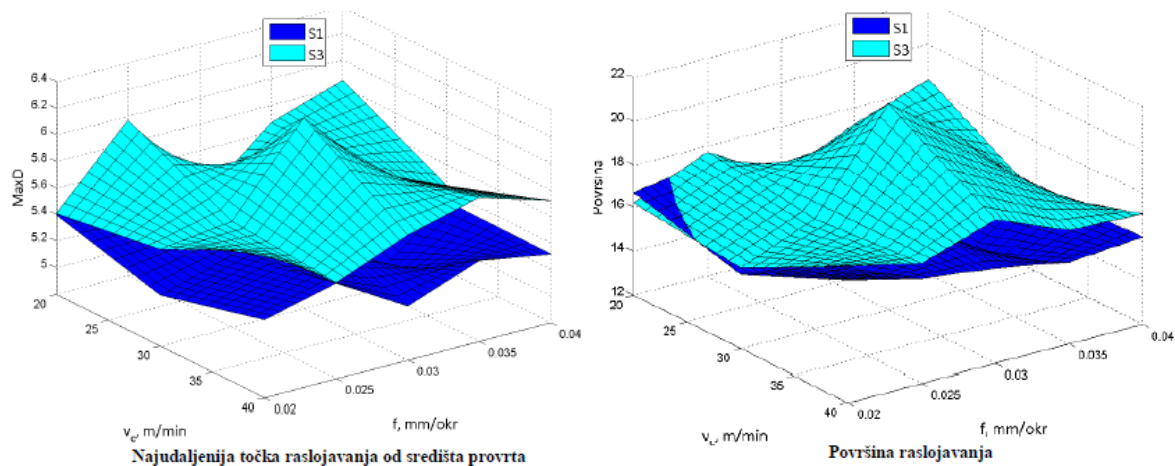 S1
S3
6.4
6.2
6
5.8
5.6
5.4
5.2
5
MaxD
20
25
30
35
40
0.02
0.025
0.03
0.035
0.04
v_c, m/min
f, mm/okr
Najudaljenija točka raslojavanja od središta provrta
S1
S3
22
20
18
16
14
12
Površina
20
25
30
35
40
0.02
0.025
0.03
0.035
0.04
v_c, m/min
f, mm/okr
Površina raslojavanja